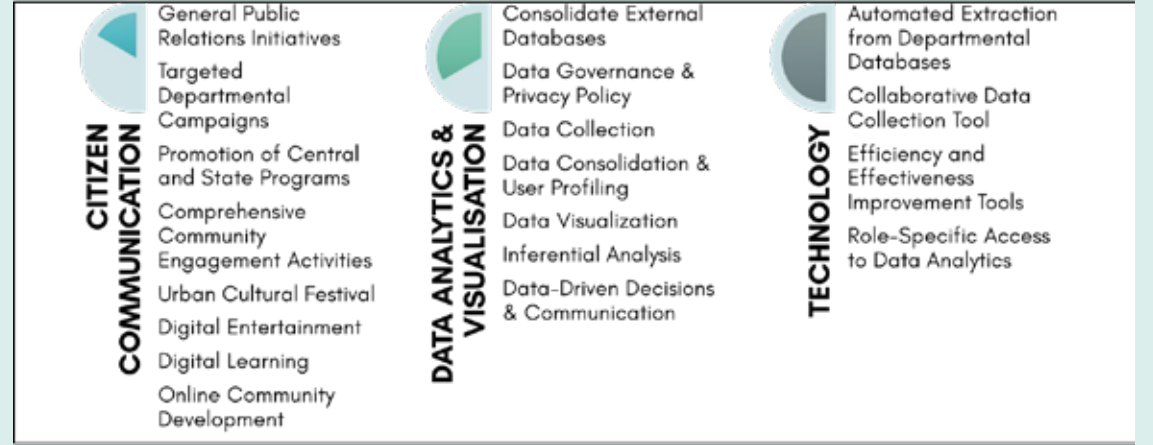 CITIZEN
COMMUNICATION
General Public
Relations Initiatives
Targeted
Departmental
Campaigns
Promotion of Central
and State Programs
Comprehensive
Community
Engagement Activities
Urban Cultural Festival
Digital Entertainment
Digital Learning
Online Community
Development
DATA ANALYTICS &
VISUALISATION
Consolidate External
Databases
Data Governance &
Privacy Policy
Data Collection
Data Consolidation &
User Profiling
Data Visualization
Inferential Analysis
Data-Driven Decisions
& Communication
TECHNOLOGY
Automated Extraction
from Departmental
Databases
Collaborative Data
Collection Tool
Efficiency and
Effectiveness
Improvement Tools
Role-Specific Access
to Data Analytics